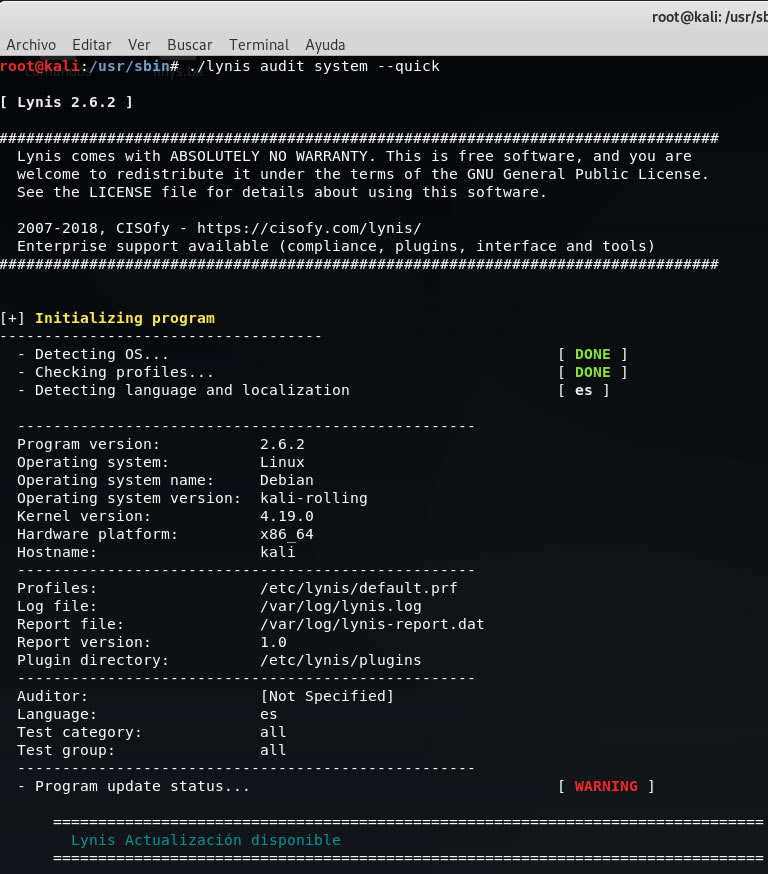 root@kali: /usr/sb
Archivo Editar Ver Buscar Terminal Ayuda
root@kali:/usr/sbin# ./lynis audit system --quick
[ Lynis 2.6.2 ]
################################################################################
Lynis comes with ABSOLUTELY NO WARRANTY. This is free software, and you are
welcome to redistribute it under the terms of the GNU General Public License.
See the LICENSE file for details about using this software.
2007-2018, CISOfy - https://cisofy.com/lynis/
Enterprise support available (compliance, plugins, interface and tools)
################################################################################
[+] Initializing program
------------------------------------
- Detecting OS... [ DONE ]
- Checking profiles... [ DONE ]
- Detecting language and localization [ es ]
---------------------------------------------------
Program version: 2.6.2
Operating system: Linux
Operating system name: Debian
Operating system version: kali-rolling
Kernel version: 4.19.0
Hardware platform: x86_64
Hostname: kali
---------------------------------------------------
Profiles: /etc/lynis/default.prf
Log file: /var/log/lynis.log
Report file: /var/log/lynis-report.dat
Report version: 1.0
Plugin directory: /etc/lynis/plugins
---------------------------------------------------
Auditor: [Not Specified]
Language: es
Test category: all
Test group: all
---------------------------------------------------
- Program update status... [ WARNING ]
===============================================================================
Lynis Actualización disponible
===============================================================================